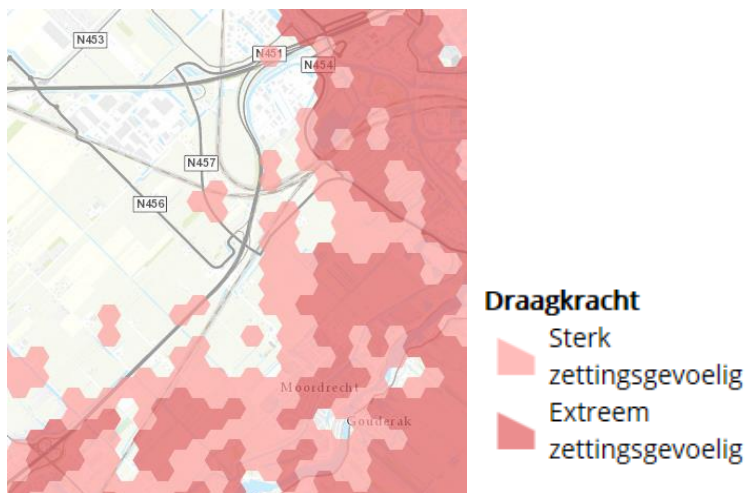 N453
N451
N454
N457
N456
Moordrecht
Gouderak
Draagkracht
Sterk
zettingsgevoelig
Extreem
zettingsgevoelig